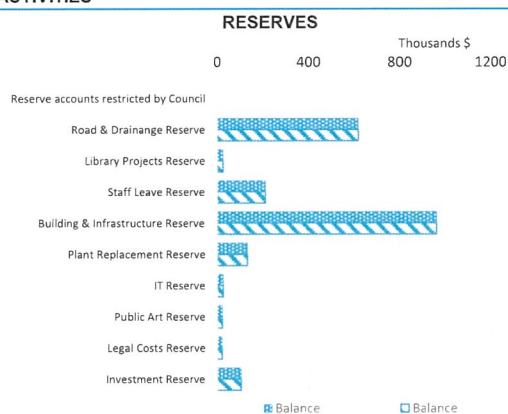 ACTIVITIES
RESERVES
Thousands $
0 400 800 1200
Reserve accounts restricted by Council
Road & Drainange Reserve
Library Projects Reserve
Staff Leave Reserve
Building & Infrastructure Reserve
Plant Replacement Reserve
IT Reserve
Public Art Reserve
Legal Costs Reserve
Investment Reserve
Balance Balance